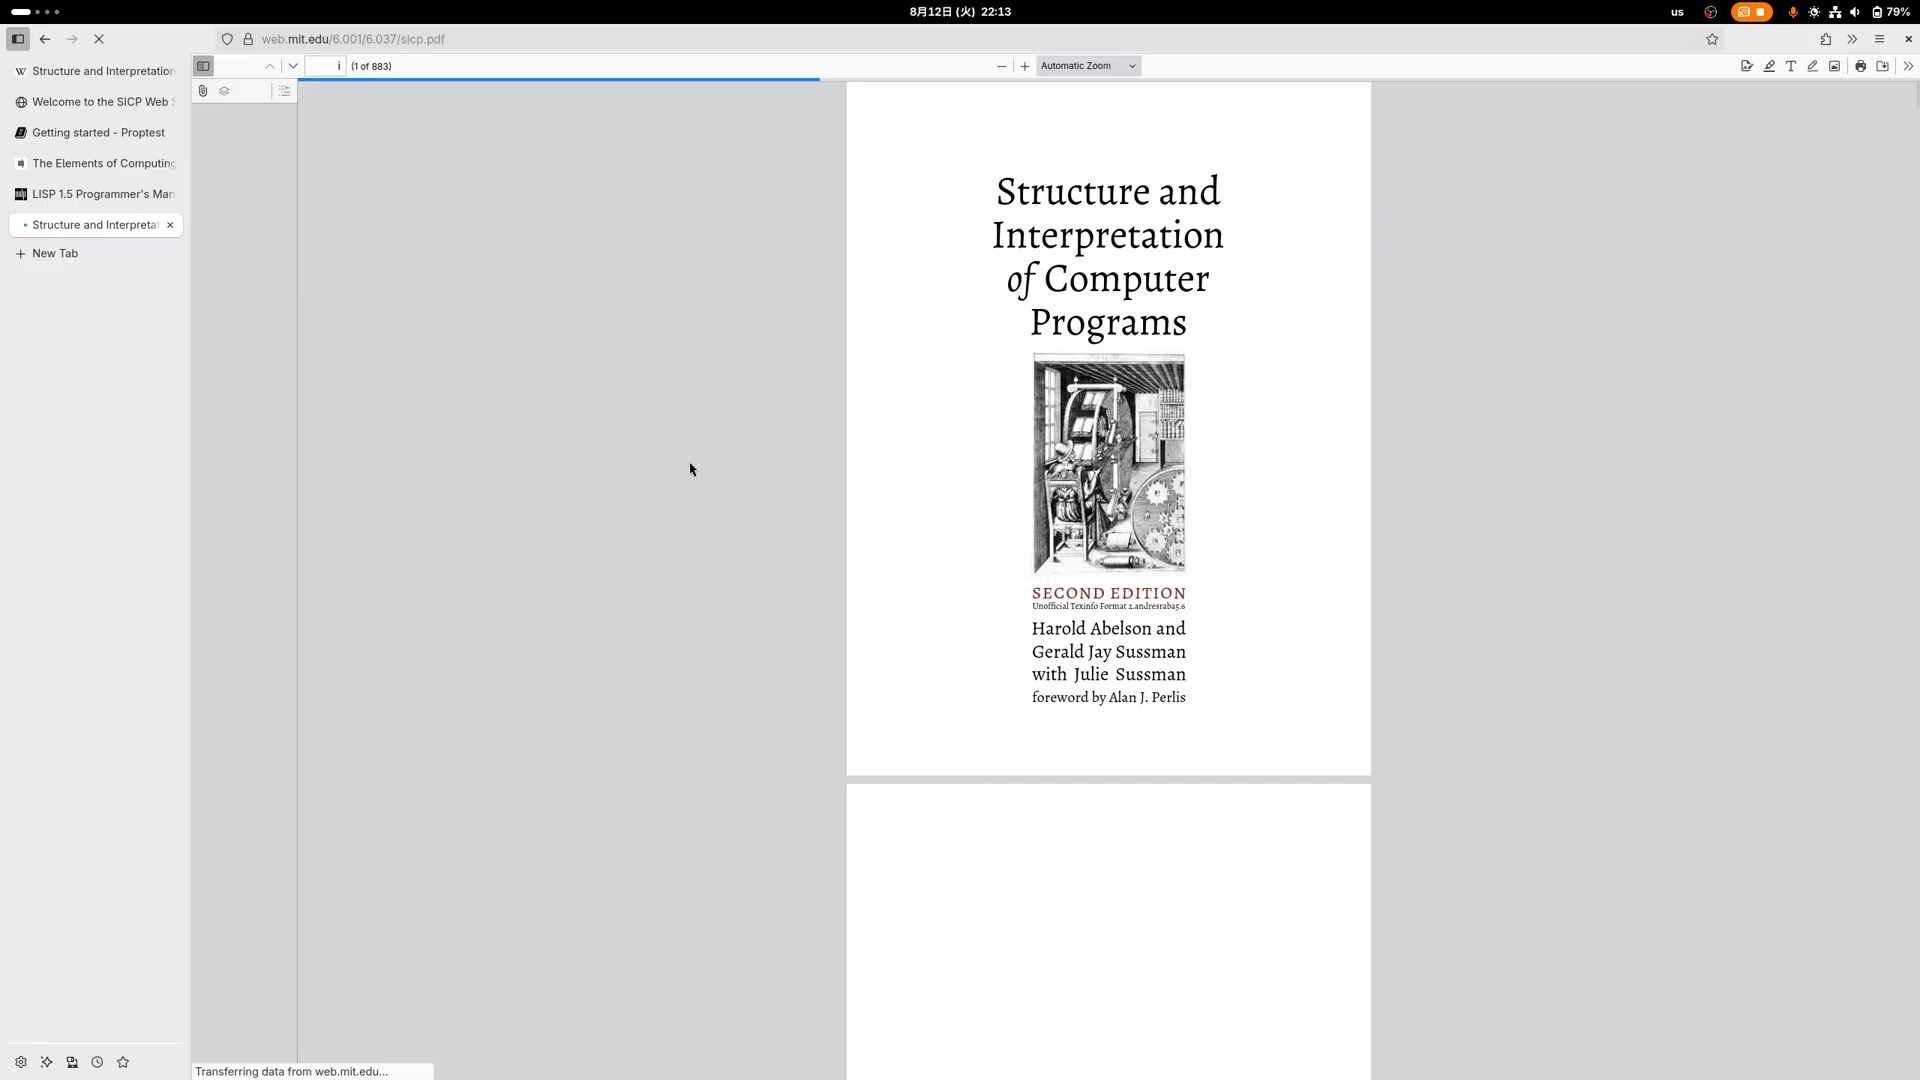 8月12日 (火) 22:13
us
79%
web.mit.edu/6.001/6.037/sicp.pdf
Structure and Interpretation
Welcome to the SICP Web S
Getting started - Proptest
The Elements of Computing
LISP 1.5 Programmer's Man
Structure and Interpretat
New Tab
i
(1 of 883)
Automatic Zoom
Structure and
Interpretation
of Computer
Programs
SECOND EDITION
Unofficial Texinfo Format 2.andresraba5.6
Harold Abelson and
Gerald Jay Sussman
with Julie Sussman
foreword by Alan J. Perlis
Transferring data from web.mit.edu...